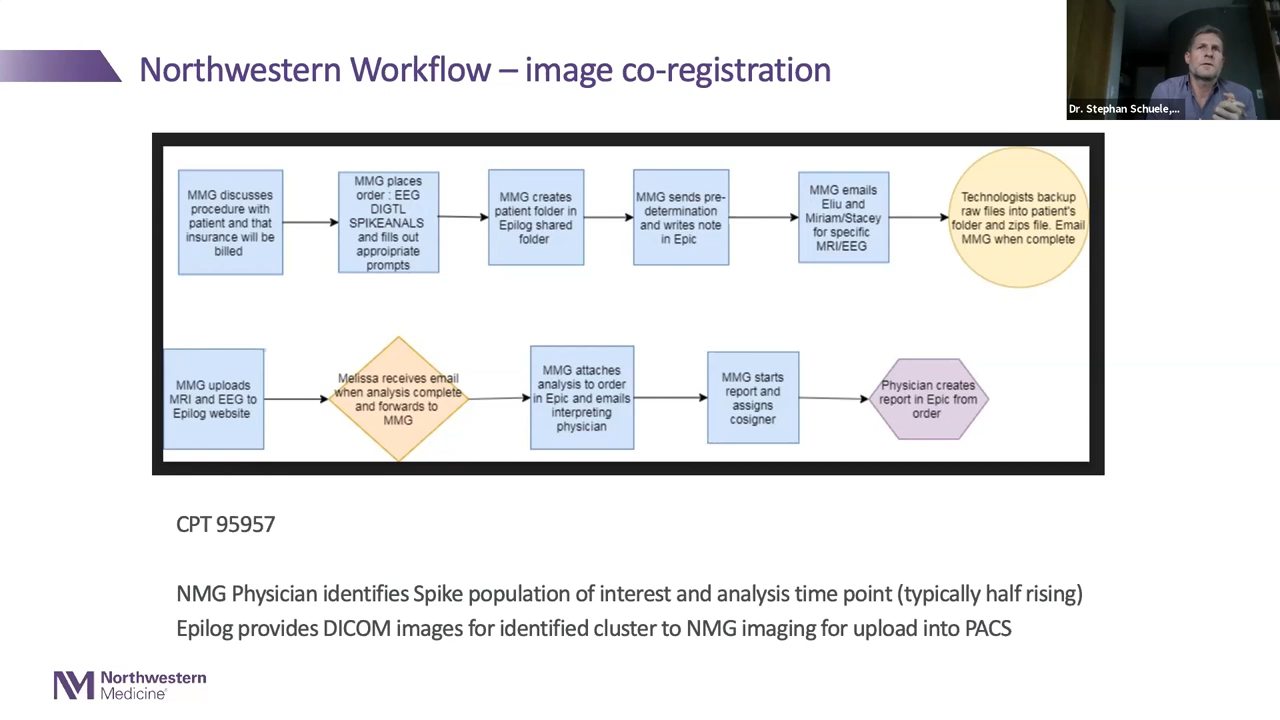 Northwestern Workflow – image co-registration
Dr. Stephan Schuele,...
MMG discusses
procedure with
patient and that
insurance will be
billed
MMG places
order : EEG
DIGTL
SPIKEANALS
and fills out
approipriate
prompts
MMG creates
patient folder in
Epilog shared
folder
MMG sends pre-
determination
and writes note
in Epic
MMG emails
Eliu and
Miriam/Stacey
for specific
MRI/EEG
Technologists backup
raw files into patient's
folder and zips file. Email
MMG when complete
MMG uploads
MRI and EEG to
Epilog website
Melissa receives email
when analysis complete
and forwards to
MMG
MMG attaches
analysis to order
in Epic and emails
interpreting
physician
MMG starts
report and
assigns
cosigner
Physician creates
report in Epic from
order
CPT 95957
NMG Physician identifies Spike population of interest and analysis time point (typically half rising)
Epilog provides DICOM images for identified cluster to NMG imaging for upload into PACS
Northwestern
Medicine